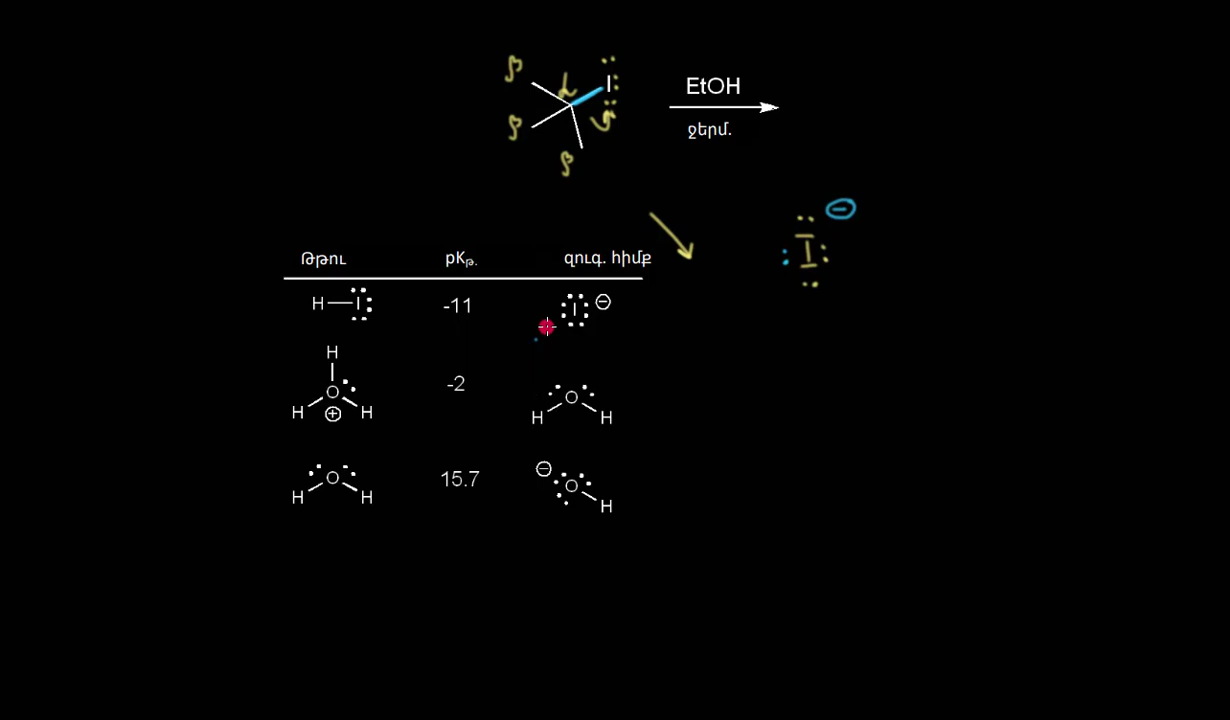 β α I EtOH
β ջերմ.
β
⊖
I
Թթու pKթ. զուգ. հիմք
H I -11 I ⊖
H
O -2 O
H ⊕ H H H
O 15.7 ⊖ O
H H H